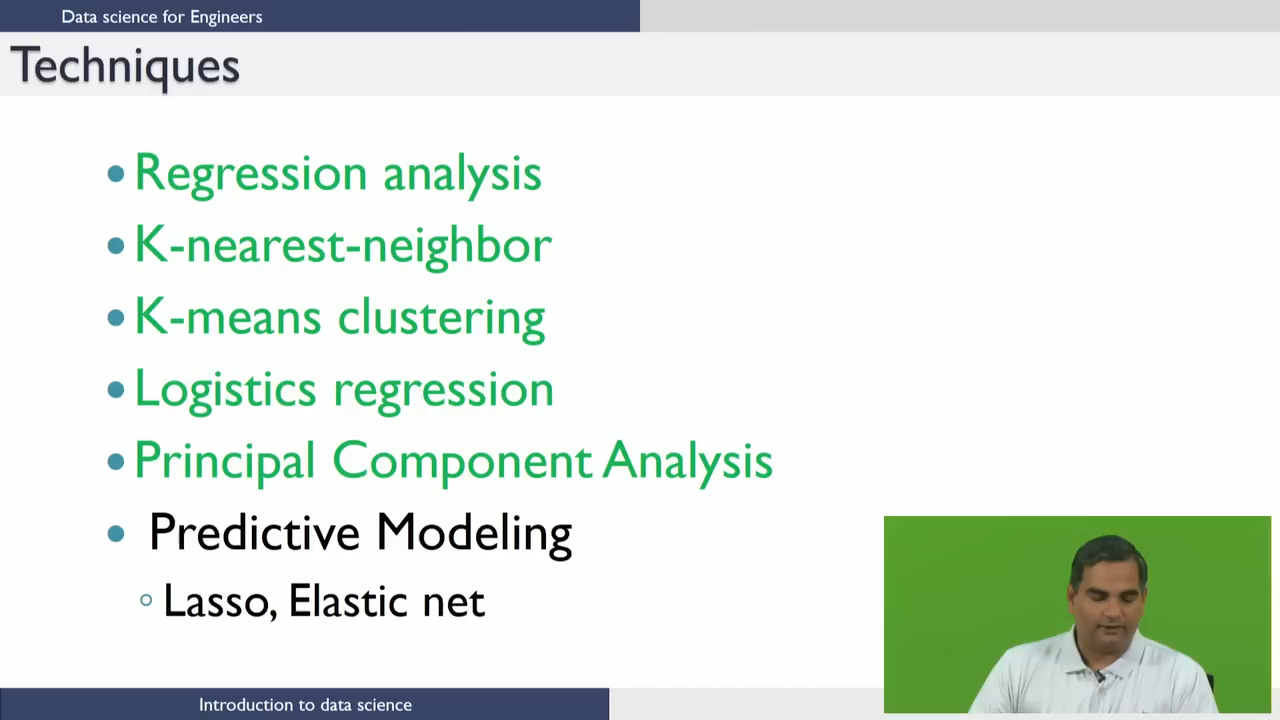 Data science for Engineers
Techniques
• Regression analysis
• K-nearest-neighbor
• K-means clustering
• Logistics regression
• Principal Component Analysis
• Predictive Modeling
◦ Lasso, Elastic net
Introduction to data science